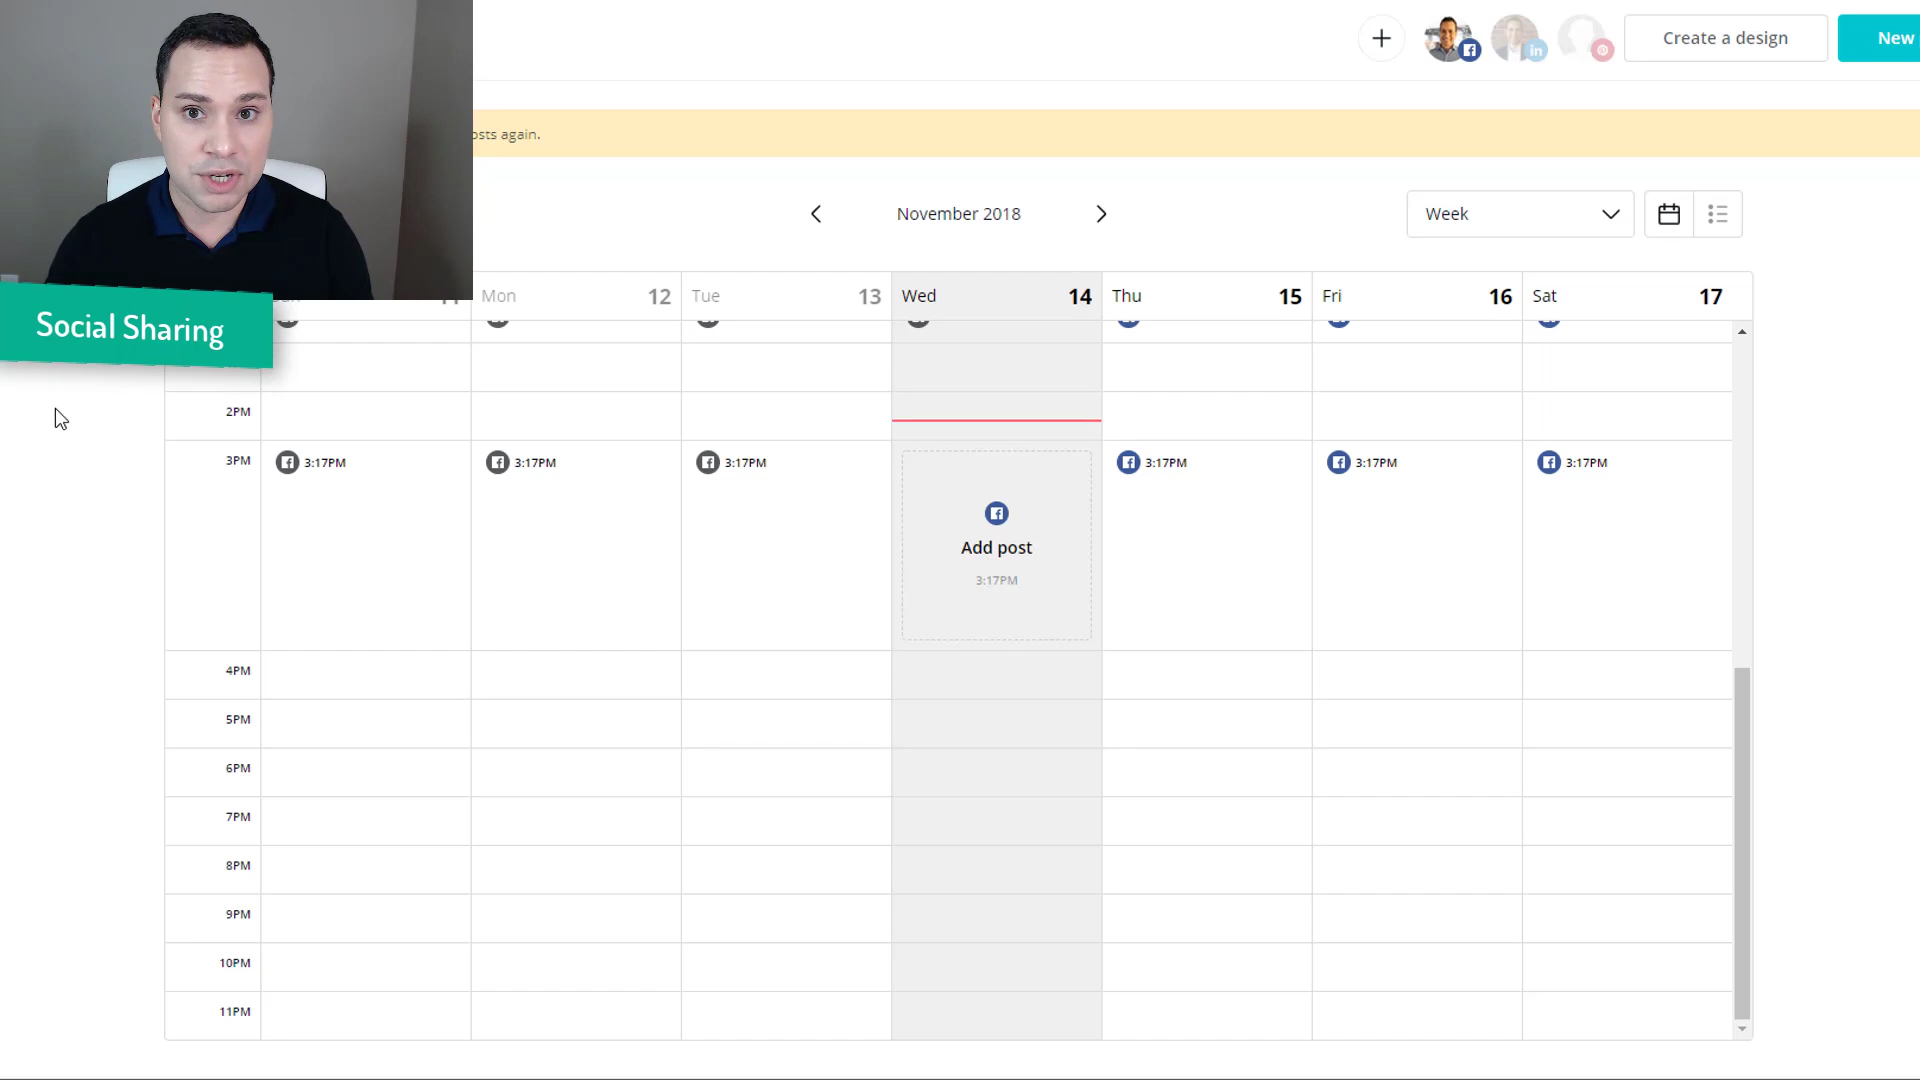 Create a design
New
osts again.
November 2018
Week
Mon 12
Tue 13
Wed 14
Thu 15
Fri 16
Sat 17
Social Sharing
2PM
3PM
3:17PM
3:17PM
3:17PM
Add post
3:17PM
3:17PM
3:17PM
3:17PM
4PM
5PM
6PM
7PM
8PM
9PM
10PM
11PM